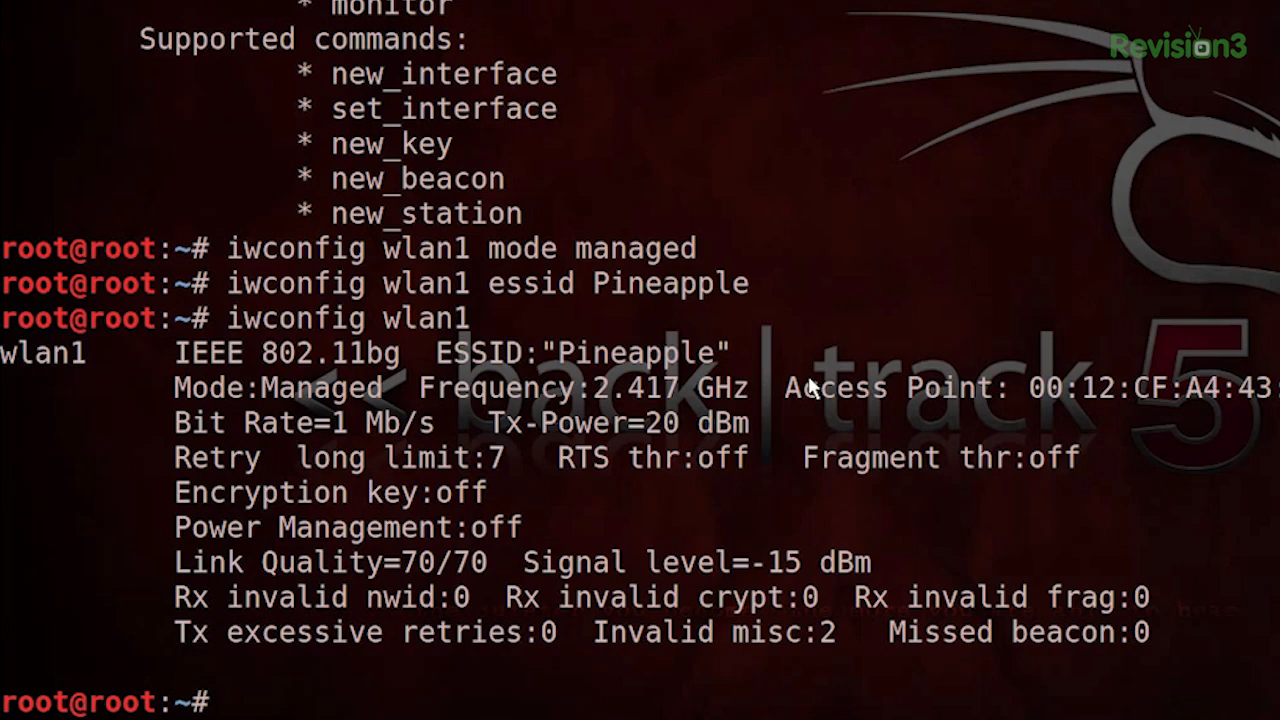 * monitor
Revision3
Supported commands:
* new_interface
* set_interface
* new_key
* new_beacon
* new_station
root@root:~# iwconfig wlan1 mode managed
root@root:~# iwconfig wlan1 essid Pineapple
root@root:~# iwconfig wlan1
wlan1 IEEE 802.11bg ESSID:"Pineapple"
Mode:Managed Frequency:2.417 GHz Access Point: 00:12:CF:A4:43:
<< back | track 5
Bit Rate=1 Mb/s Tx-Power=20 dBm
Retry long limit:7 RTS thr:off Fragment thr:off
Encryption key:off
Power Management:off
Link Quality=70/70 Signal level=-15 dBm
Rx invalid nwid:0 Rx invalid crypt:0 Rx invalid frag:0
Tx excessive retries:0 Invalid misc:2 Missed beacon:0
root@root:~#